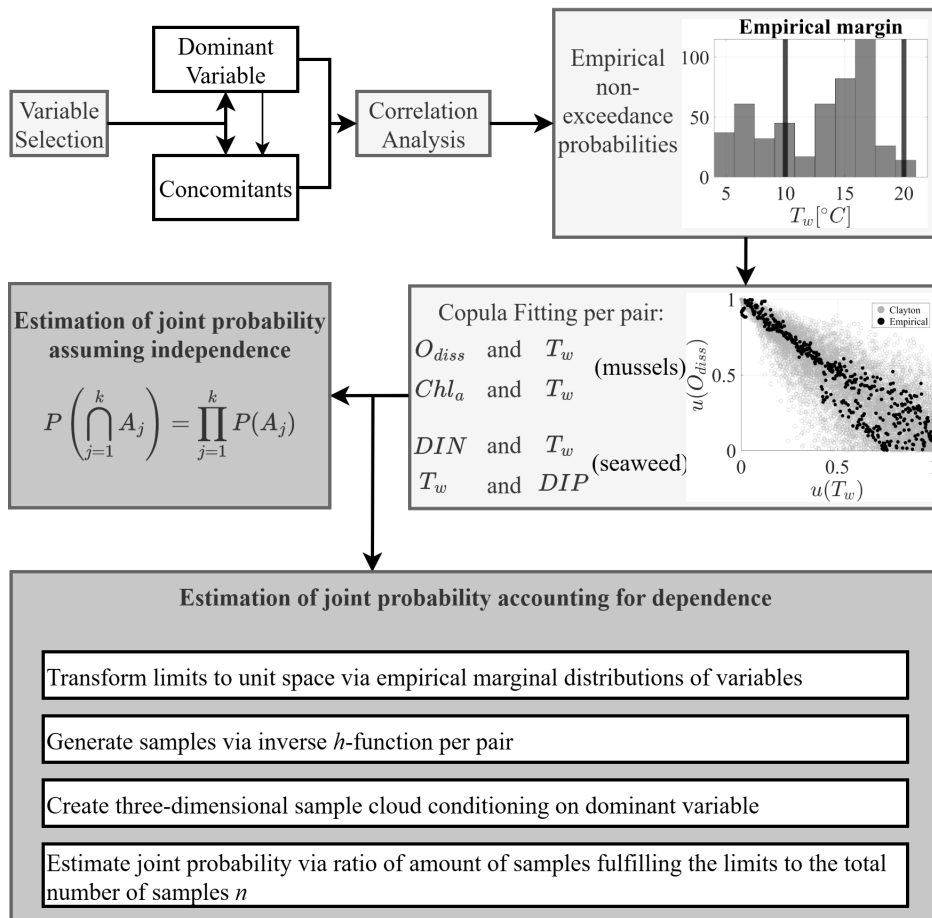 Variable
Selection
Dominant
Variable
Concomitants
Correlation
Analysis
Empirical
non-
exceedance
probabilities
Empirical margin
100
50
0
5
10
15
20
T_w[°C]
Estimation of joint probability
assuming independence
P(⋂_{j=1}^{k} A_j) = ∏_{j=1}^{k} P(A_j)
Copula Fitting per pair:
O_{diss} and T_w
(mussels)
Chl_a and T_w
DIN and T_w
(seaweed)
T_w and DIP
Clayton
Empirical
1
0.5
0
u(O_{diss})
0
0.5
u(T_w)
Estimation of joint probability accounting for dependence
Transform limits to unit space via empirical marginal distributions of variables
Generate samples via inverse h-function per pair
Create three-dimensional sample cloud conditioning on dominant variable
Estimate joint probability via ratio of amount of samples fulfilling the limits to the total
number of samples n